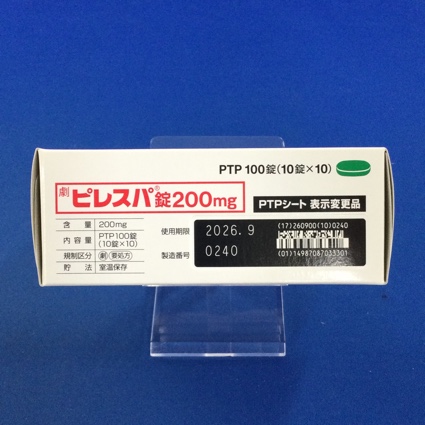 PTP 100錠(10錠×10)
劇 ピレスパ®錠200mg
PTPシート 表示変更品
含 量 200mg
内 容 量 PTP100錠
(10錠×10)
規制区分 劇 要処方
貯 法 室温保存
使用期限 2026.9
製造番号 0240
(17)260900(10)0240
(01)14987087033301